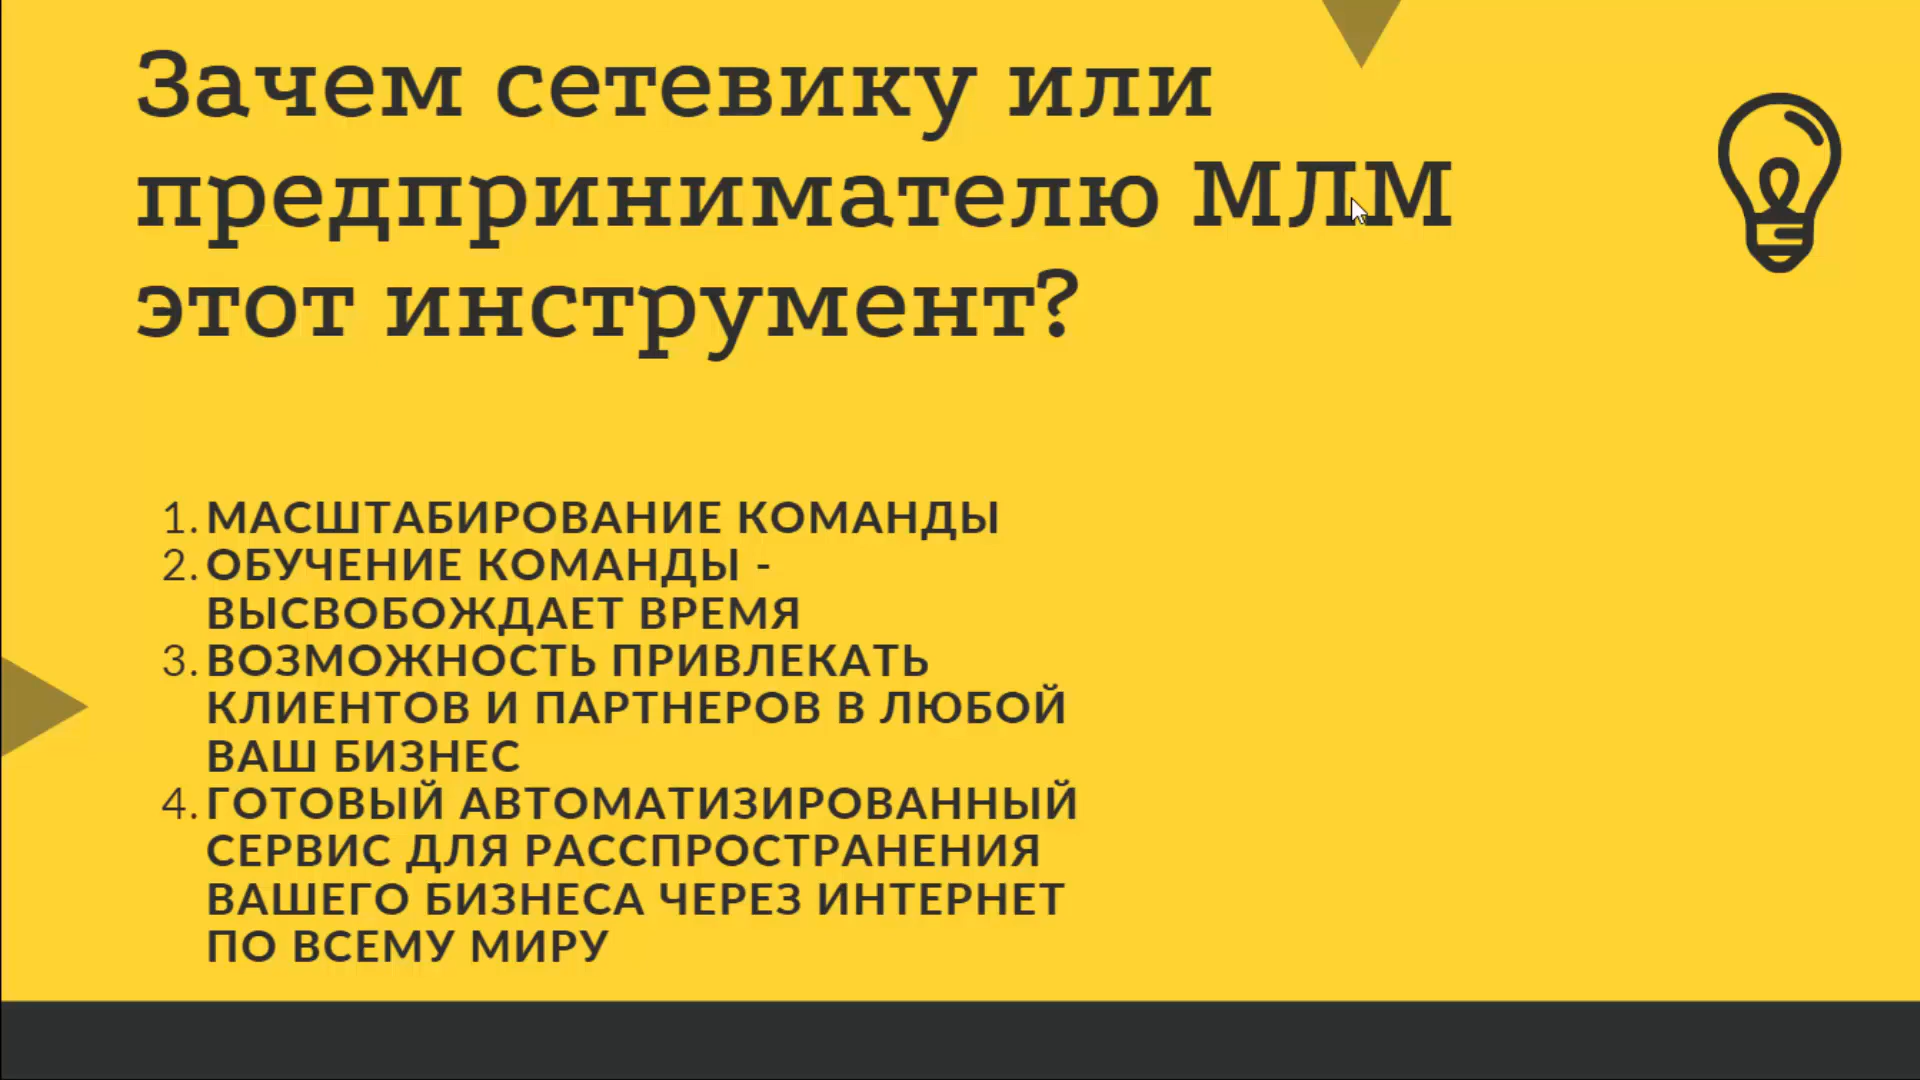 Зачем сетевику или
предпринимателю МЛМ
этот инструмент?
1. МАСШТАБИРОВАНИЕ КОМАНДЫ
2. ОБУЧЕНИЕ КОМАНДЫ -
ВЫСВОБОЖДАЕТ ВРЕМЯ
3. ВОЗМОЖНОСТЬ ПРИВЛЕКАТЬ
КЛИЕНТОВ И ПАРТНЕРОВ В ЛЮБОЙ
ВАШ БИЗНЕС
4. ГОТОВЫЙ АВТОМАТИЗИРОВАННЫЙ
СЕРВИС ДЛЯ РАССПРОСТРАНЕНИЯ
ВАШЕГО БИЗНЕСА ЧЕРЕЗ ИНТЕРНЕТ
ПО ВСЕМУ МИРУ